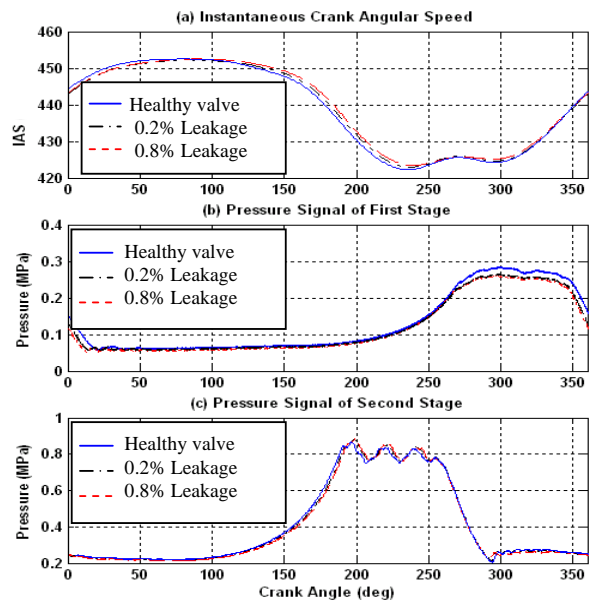 (a) Instantaneous Crank Angular Speed
460
450
440
430
420
IAS
Healthy valve
0.2% Leakage
0.8% Leakage
0 50 100 150 200 250 300 350
(b) Pressure Signal of First Stage
0.4
0.3
0.2
0.1
0
Pressure (MPa)
Healthy valve
0.2% Leakage
0.8% Leakage
0 50 100 150 200 250 300 350
(c) Pressure Signal of Second Stage
1
0.8
0.6
0.4
0.2
Pressure (MPa)
Healthy valve
0.2% Leakage
0.8% Leakage
0 50 100 150 200 250 300 350
Crank Angle (deg)